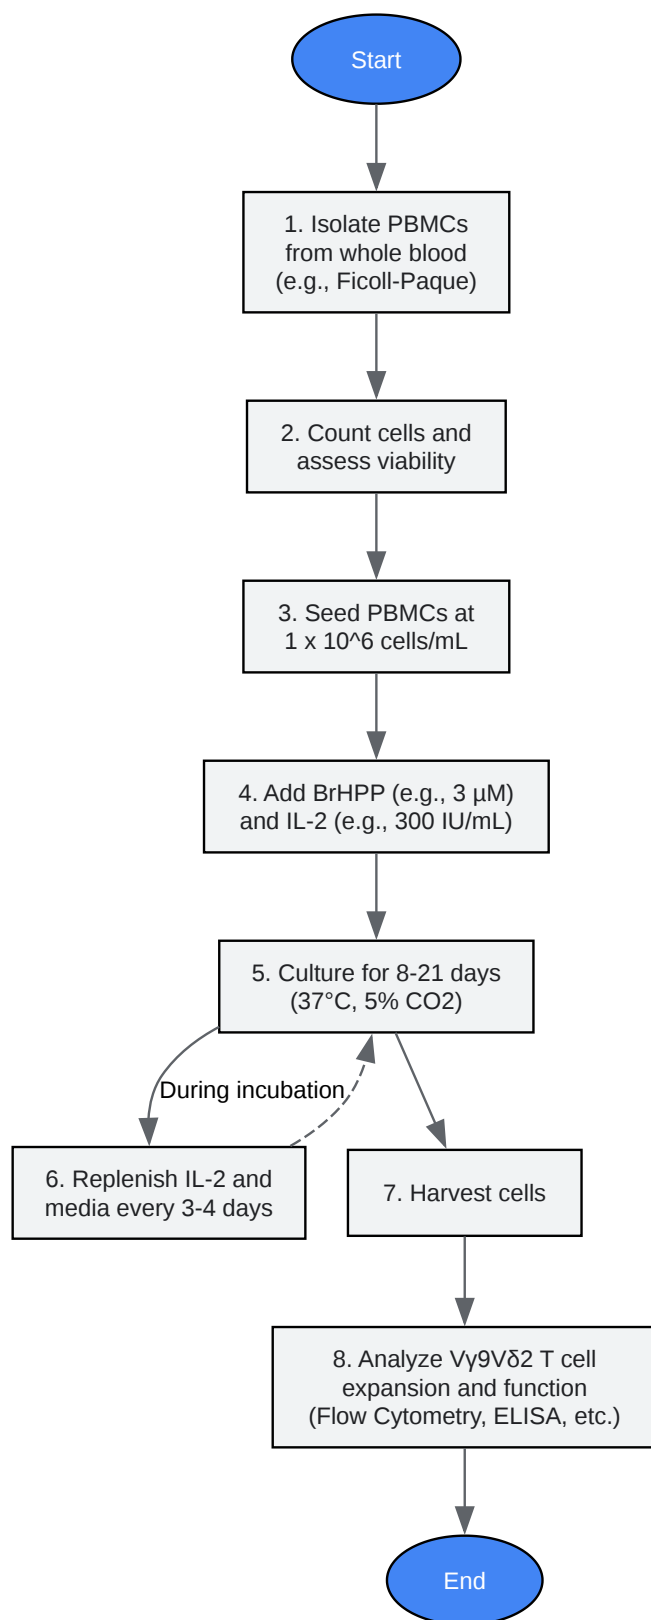 Start
1. Isolate PBMCs
from whole blood
(e.g., Ficoll-Paque)
2. Count cells and
assess viability
3. Seed PBMCs at
1 x 10^6 cells/mL
4. Add BrHPP (e.g., 3 µM)
and IL-2 (e.g., 300 IU/mL)
5. Culture for 8-21 days
(37°C, 5% CO2)
During incubation
6. Replenish IL-2 and
media every 3-4 days
7. Harvest cells
8. Analyze Vγ9Vδ2 T cell
expansion and function
(Flow Cytometry, ELISA, etc.)
End